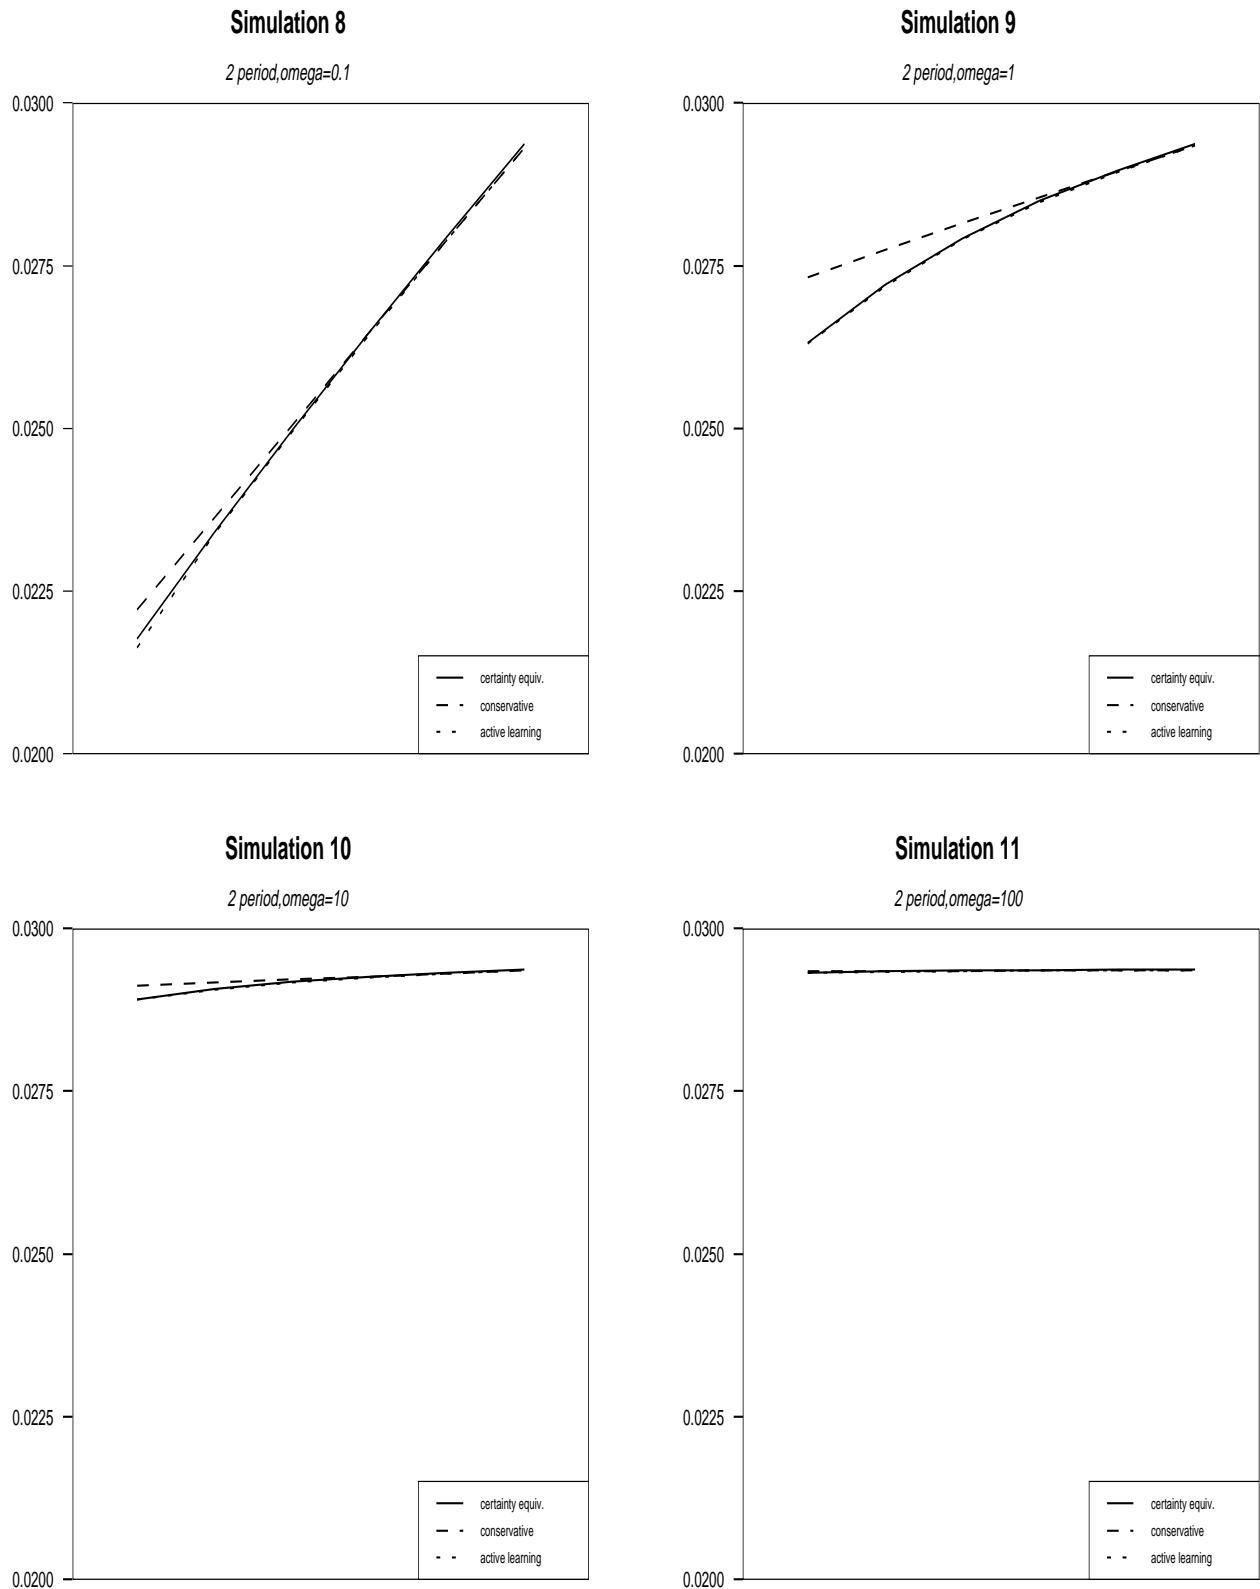 Simulation 8
2 period,omega=0.1
0.0300
0.0275
0.0250
0.0225
0.0200
certainty equiv.
conservative
active learning
Simulation 9
2 period,omega=1
0.0300
0.0275
0.0250
0.0225
0.0200
certainty equiv.
conservative
active learning
Simulation 10
2 period,omega=10
0.0300
0.0275
0.0250
0.0225
0.0200
certainty equiv.
conservative
active learning
Simulation 11
2 period,omega=100
0.0300
0.0275
0.0250
0.0225
0.0200
certainty equiv.
conservative
active learning